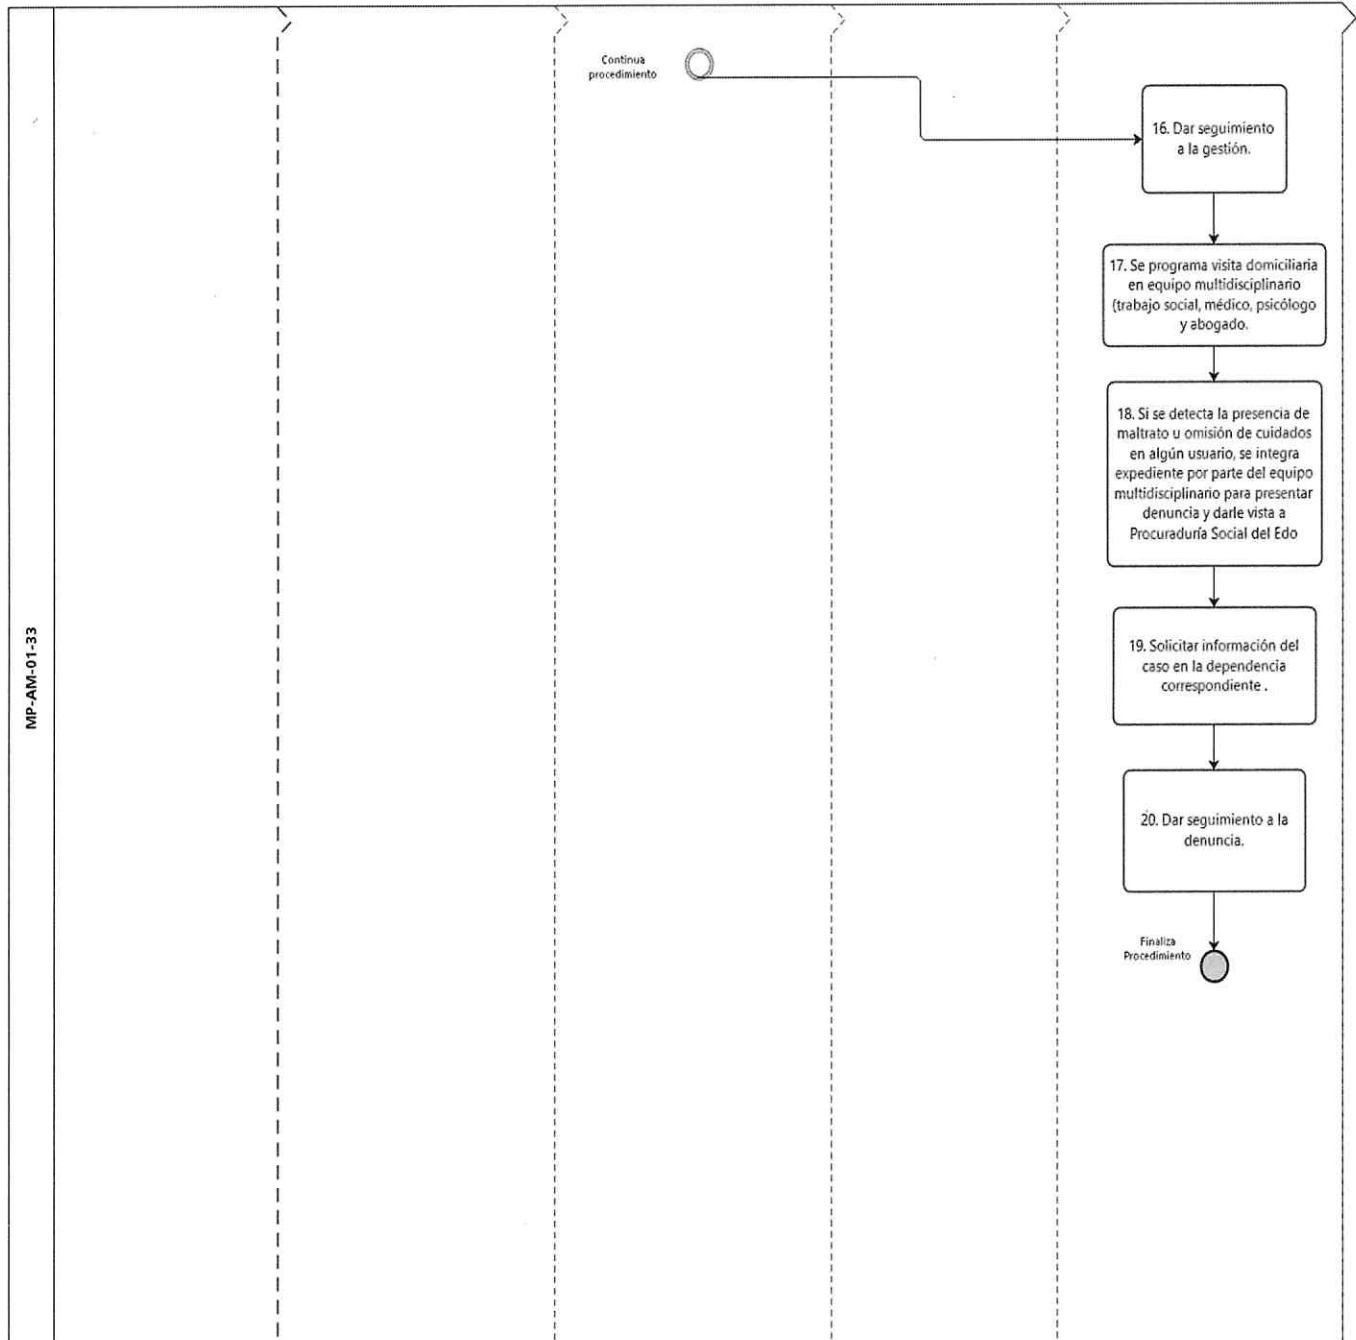 Continua
procedimiento
16. Dar seguimiento
a la gestión.
17. Se programa visita domiciliaria
en equipo multidisciplinario
(trabajo social, médico, psicólogo
y abogado.
18. Si se detecta la presencia de
maltrato u omisión de cuidados
en algún usuario, se integra
expediente por parte del equipo
multidisciplinario para presentar
denuncia y darle vista a
Procuraduría Social del Edo
MP-AM-01-33
19. Solicitar información del
caso en la dependencia
correspondiente .
20. Dar seguimiento a la
denuncia.
Finaliza
Procedimiento